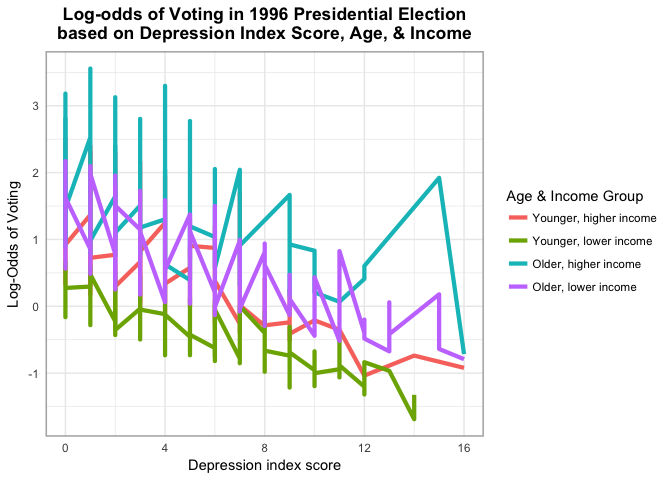 Log-odds of Voting in 1996 Presidential Election
based on Depression Index Score, Age, & Income
Log-Odds of Voting
3
2
1
0
-1
0 4 8 12 16
Depression index score
Age & Income Group
Younger, higher income
Younger, lower income
Older, higher income
Older, lower income